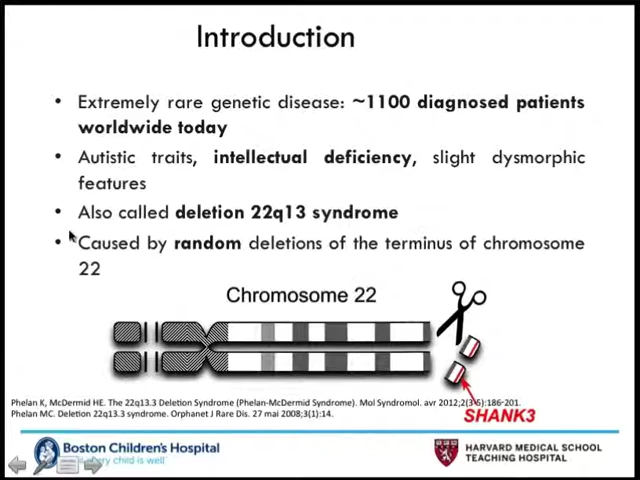 Introduction
• Extremely rare genetic disease: ~1100 diagnosed patients
worldwide today
• Autistic traits, intellectual deficiency, slight dysmorphic
features
• Also called deletion 22q13 syndrome
• Caused by random deletions of the terminus of chromosome
22
Chromosome 22
Phelan K, McDermid HE. The 22q13.3 Deletion Syndrome (Phelan-McDermid Syndrome). Mol Syndromol. avr 2012;2(3-5):186-201.
Phelan MC. Deletion 22q13.3 syndrome. Orphanet J Rare Dis. 27 mai 2008;3(1):14.
SHANK3
Boston Children's Hospital
every child is well
HARVARD MEDICAL SCHOOL
TEACHING HOSPITAL